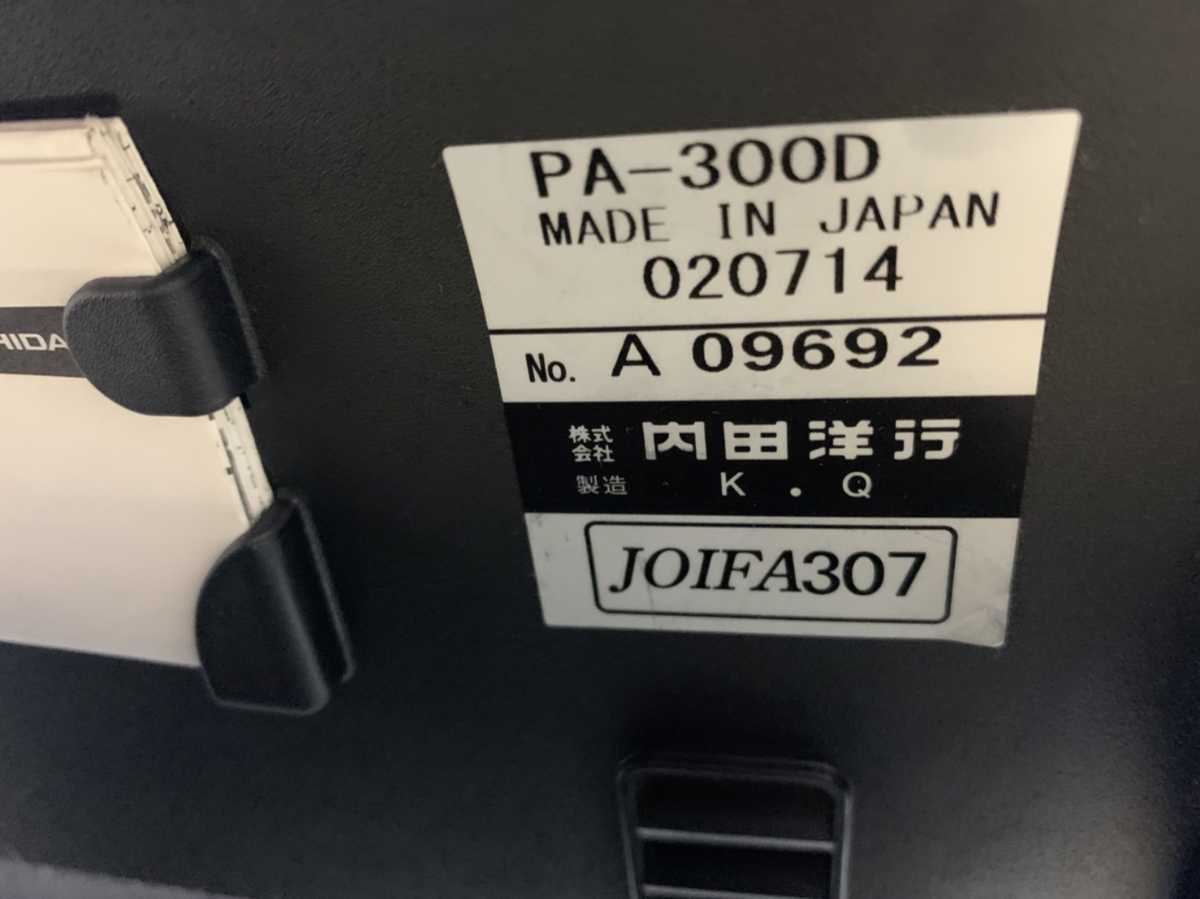 PA-300D
MADE IN JAPAN
020714
No. A 09692
株式会社 内田洋行
製造 K.Q
JOIFA307
HIDA